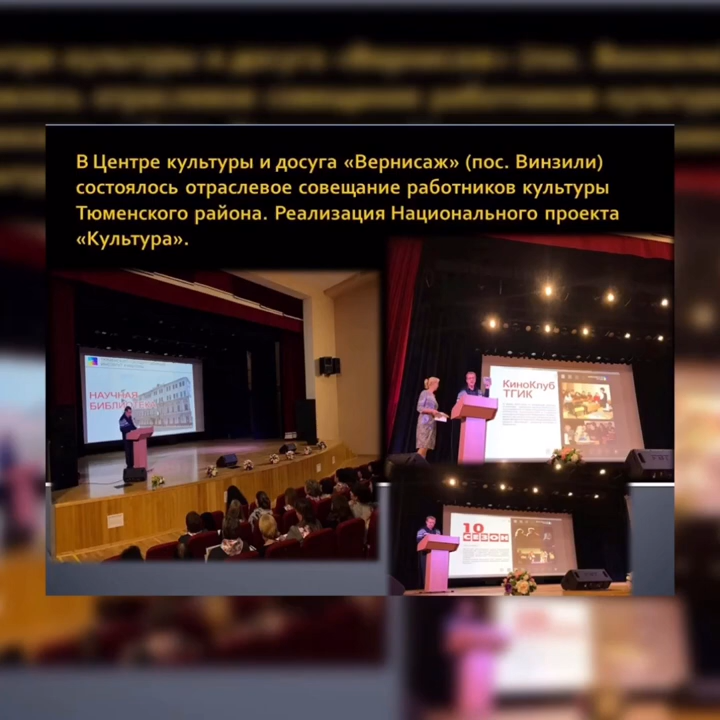 В Центре культуры и досуга «Вернисаж» (пос. Винзили)
состоялось отраслевое совещание работников культуры
Тюменского района. Реализация Национального проекта
«Культура».
НАУЧНАЯ
БИБЛИОТЕКА
КиноКлуб
ТГИК
10
СЕЗОН